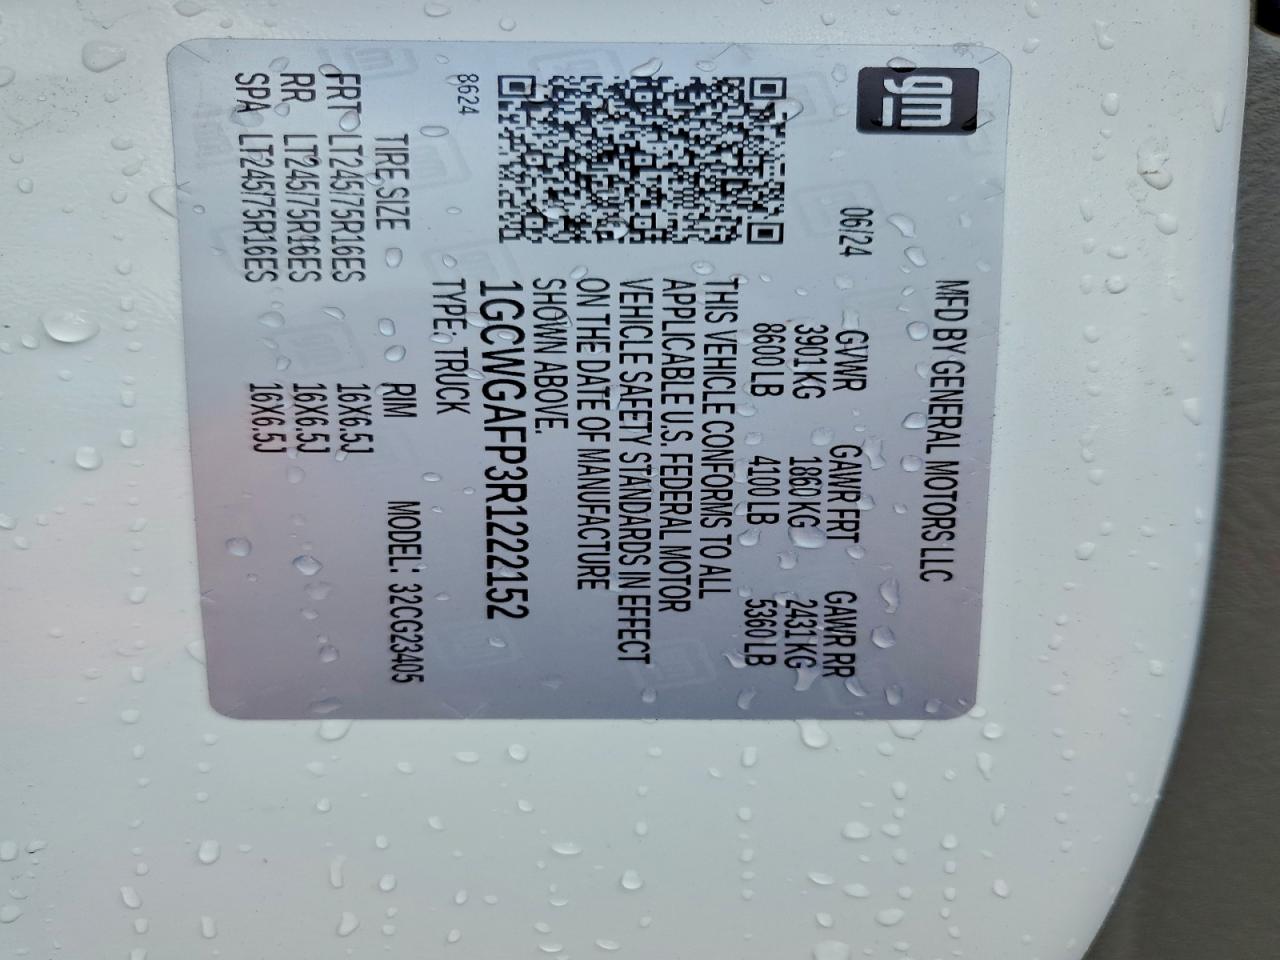 gm
MFD BY GENERAL MOTORS LLC
06/24
GVWR GAWR FRT GAWR RR
3901 KG 1860 KG 2431 KG
8600 LB 4100 LB 5360 LB
THIS VEHICLE CONFORMS TO ALL
APPLICABLE U.S. FEDERAL MOTOR
VEHICLE SAFETY STANDARDS IN EFFECT
ON THE DATE OF MANUFACTURE
SHOWN ABOVE.
1GCWGAFP3R1222152
8624
TYPE: TRUCK
TIRE SIZE RIM MODEL: 32CG23405
FRT LT245/75R16ES 16X6.5J
RR LT245/75R16ES 16X6.5J
SPA LT245/75R16ES 16X6.5J